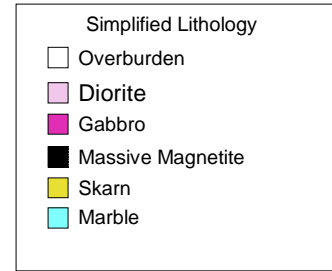 Simplified Lithology
Overburden
Diorite
Gabbro
Massive Magnetite
Skarn
Marble